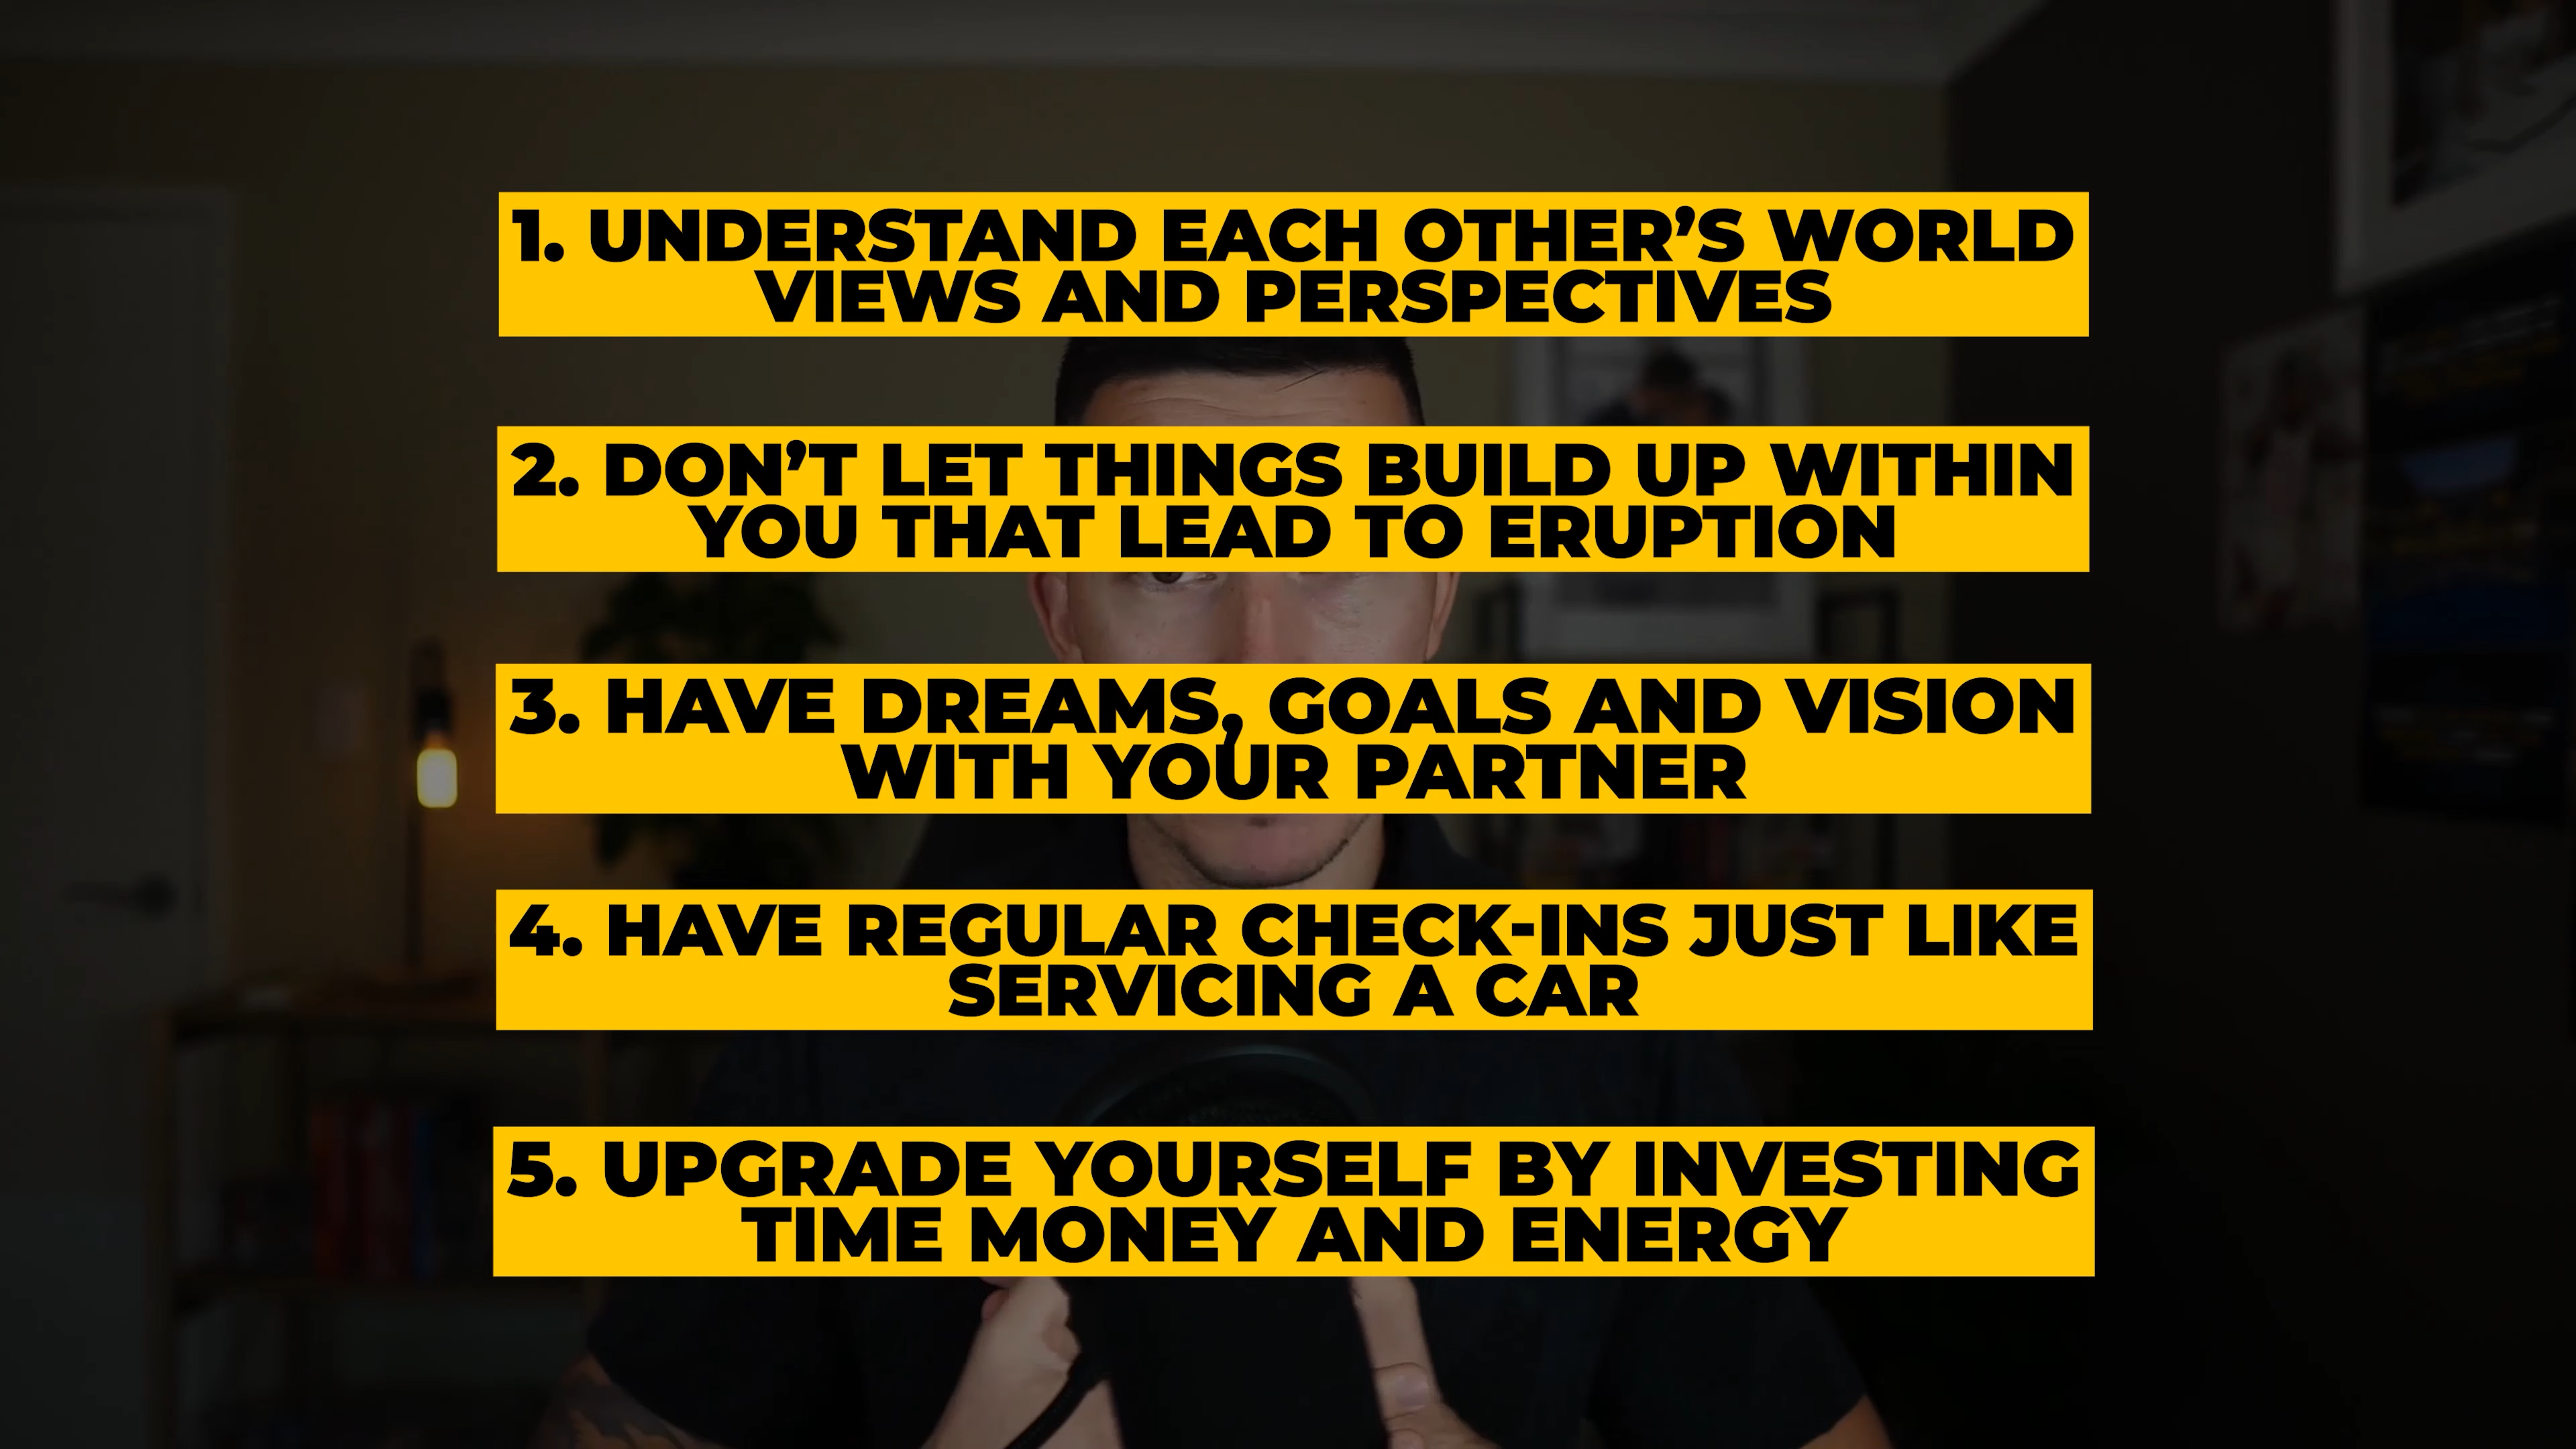 1. UNDERSTAND EACH OTHER’S WORLD
VIEWS AND PERSPECTIVES
2. DON’T LET THINGS BUILD UP WITHIN
YOU THAT LEAD TO ERUPTION
3. HAVE DREAMS, GOALS AND VISION
WITH YOUR PARTNER
4. HAVE REGULAR CHECK-INS JUST LIKE
SERVICING A CAR
5. UPGRADE YOURSELF BY INVESTING
TIME MONEY AND ENERGY